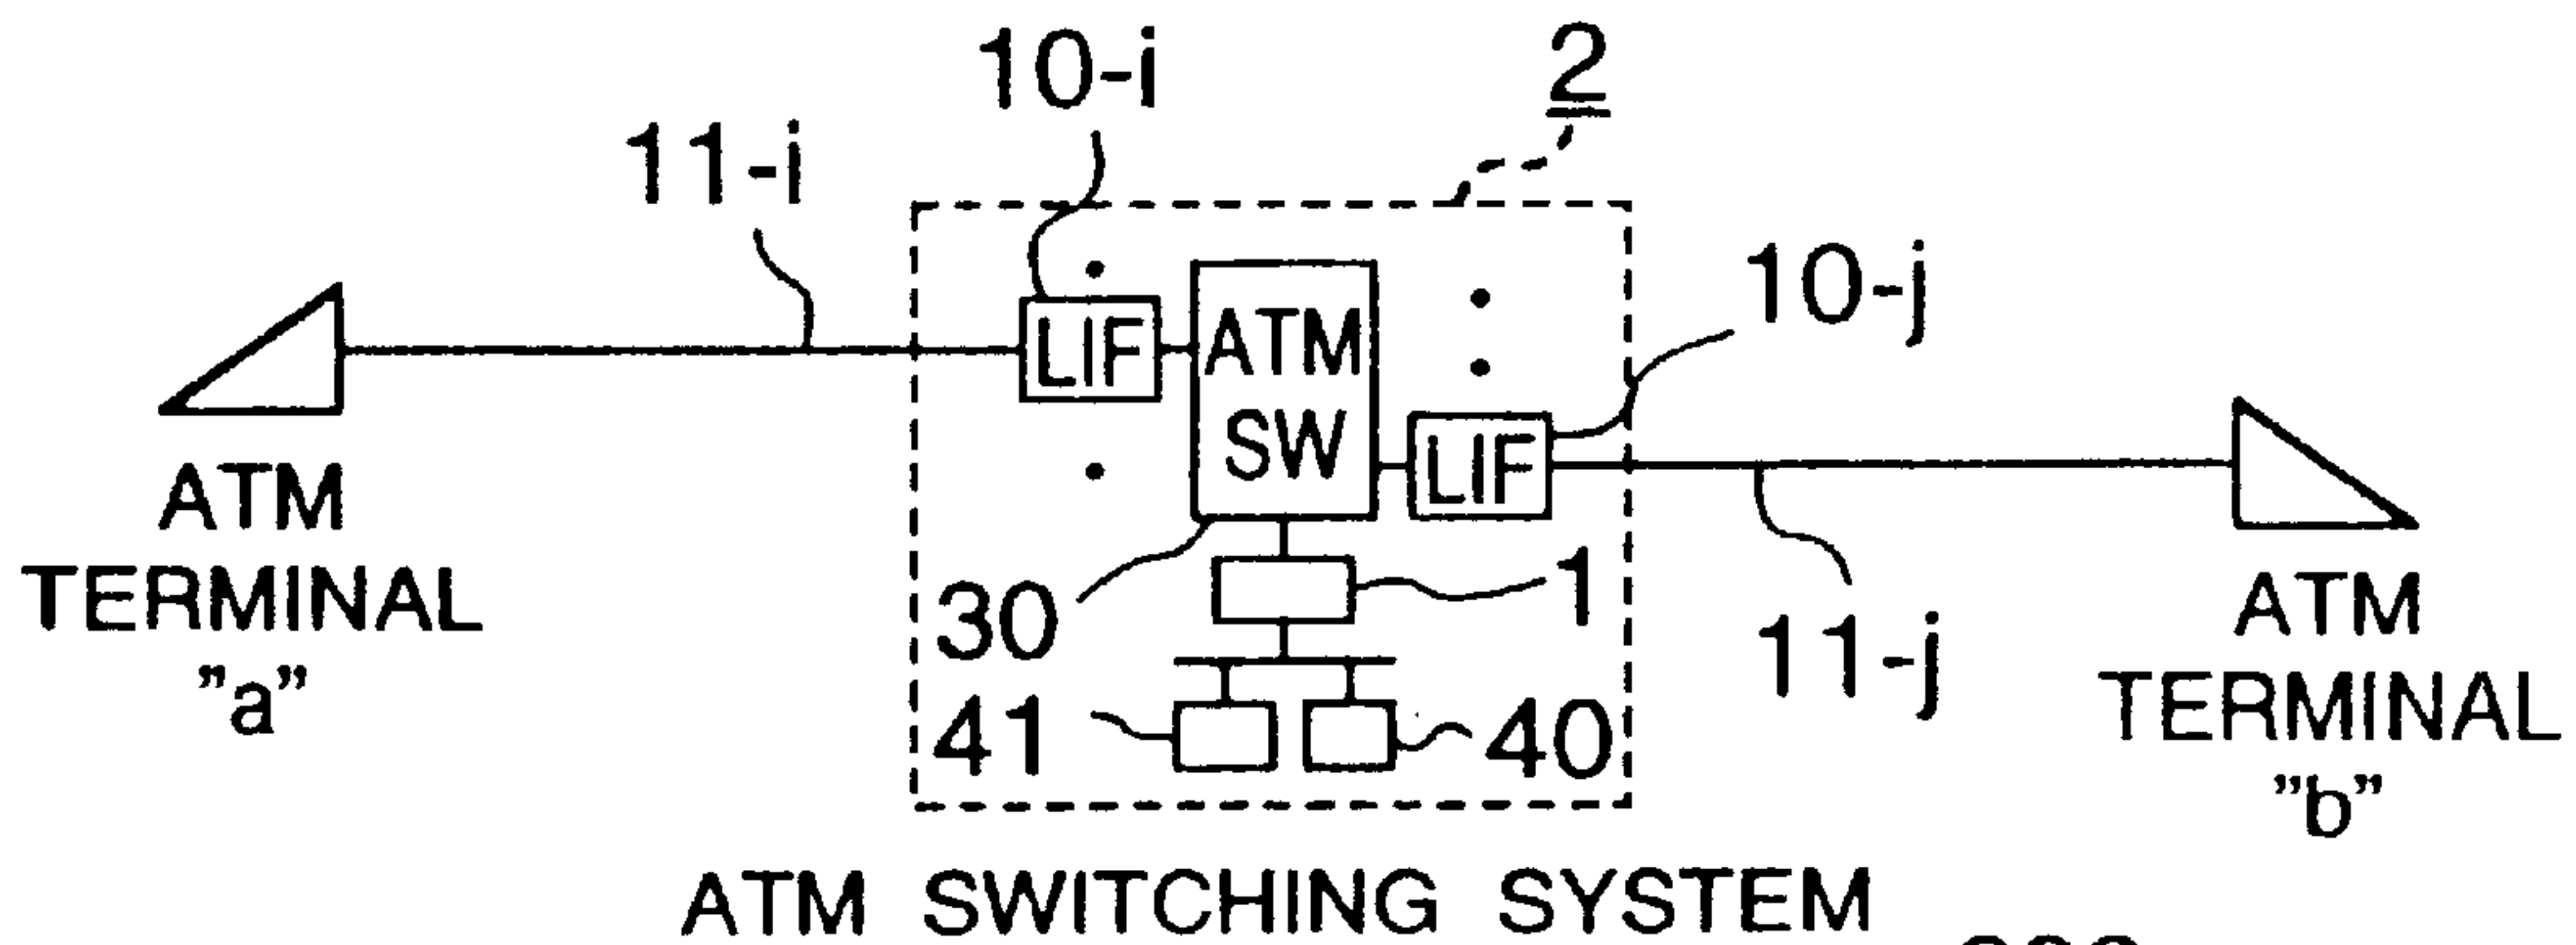 10-i
2
11-i
10-j
LIF
ATM
SW
LIF
ATM
TERMINAL
"a"
30
1
11-j
41
40
ATM
TERMINAL
"b"
ATM SWITCHING SYSTEM